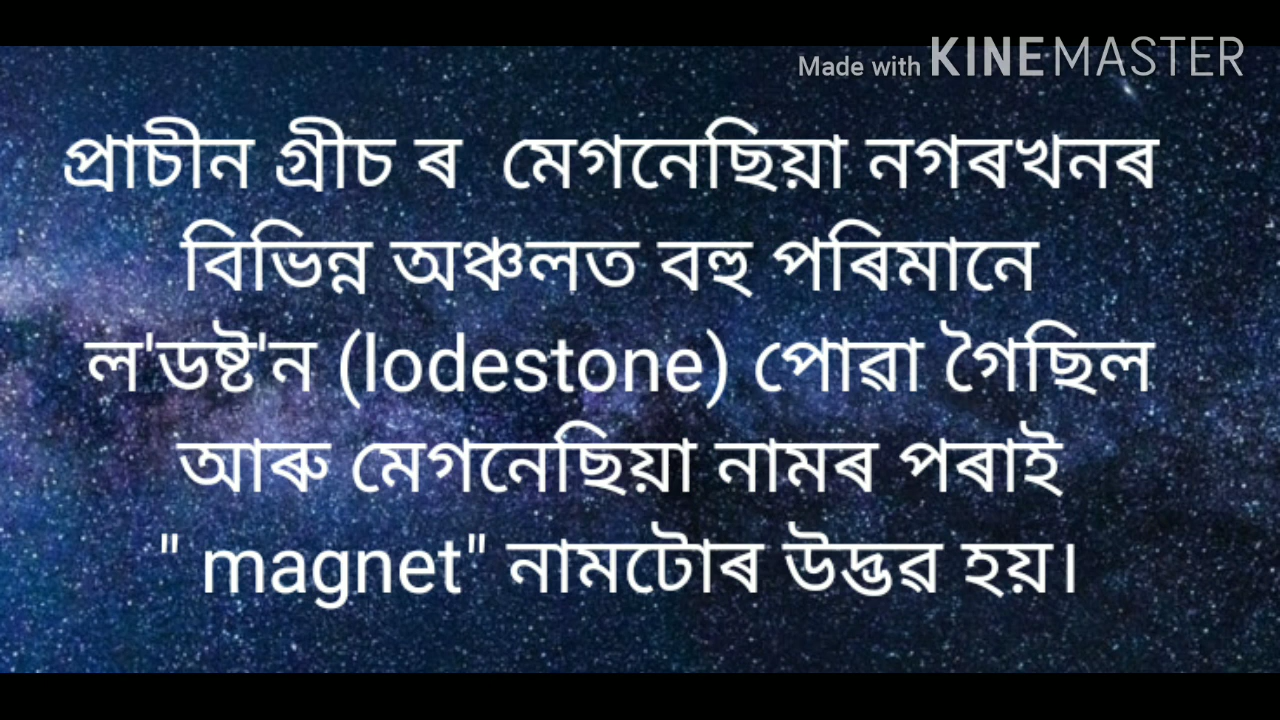 Made with KINEMASTER
প্ৰাচীন গ্ৰীচ ৰ মেগনেছিয়া নগৰখনৰ
বিভিন্ন অঞ্চলত বহু পৰিমানে
ল'ডষ্ট'ন (lodestone) পোৱা গৈছিল
আৰু মেগনেছিয়া নামৰ পৰাই
" magnet" নামটোৰ উদ্ভৱ হয়।